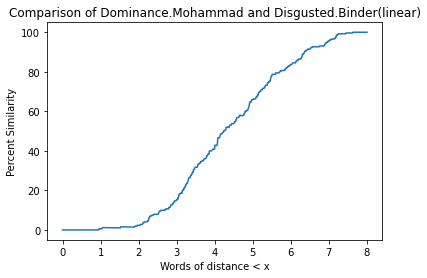 Comparison of Dominance.Mohammad and Disgusted.Binder(linear)
100
80
60
40
20
0
Percent Similarity
0 1 2 3 4 5 6 7 8
Words of distance < x